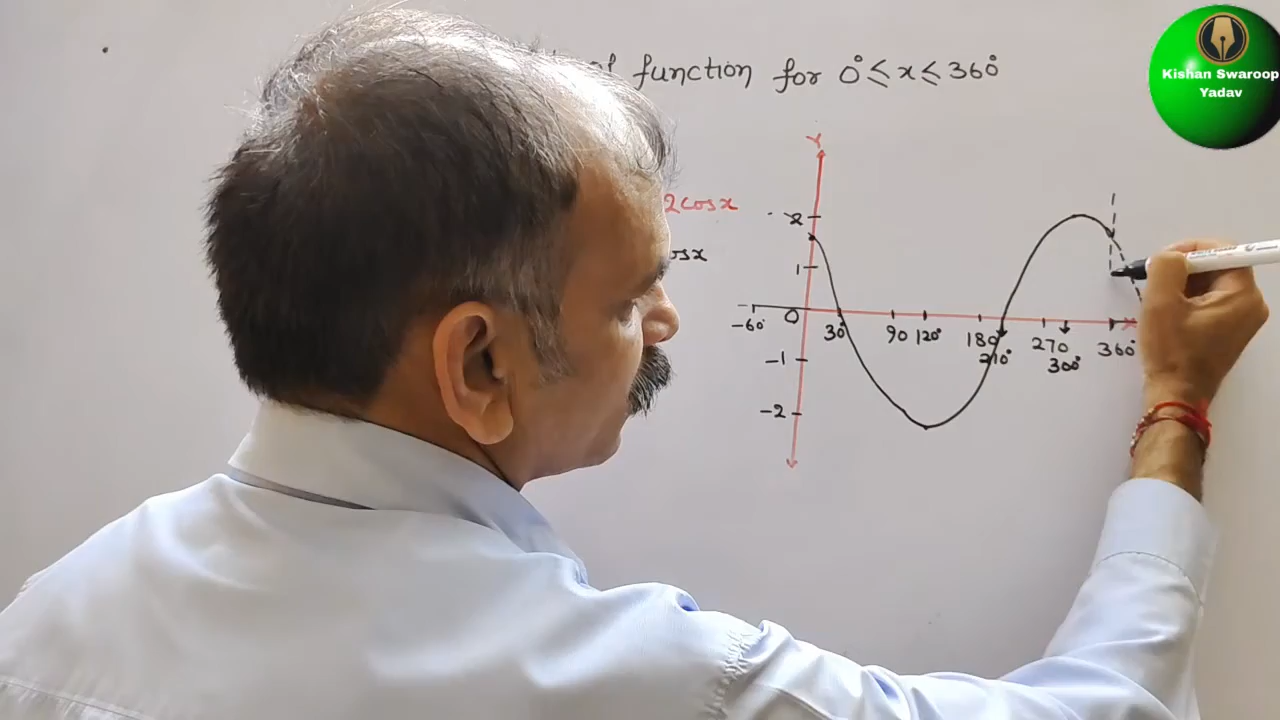 function for 0° ≤ x ≤ 360°
Kishan Swaroop
Yadav
Y
2cosx
2
1
-60° 0 30° 90 120° 180 210° 270 300° 360° X
-1
-2